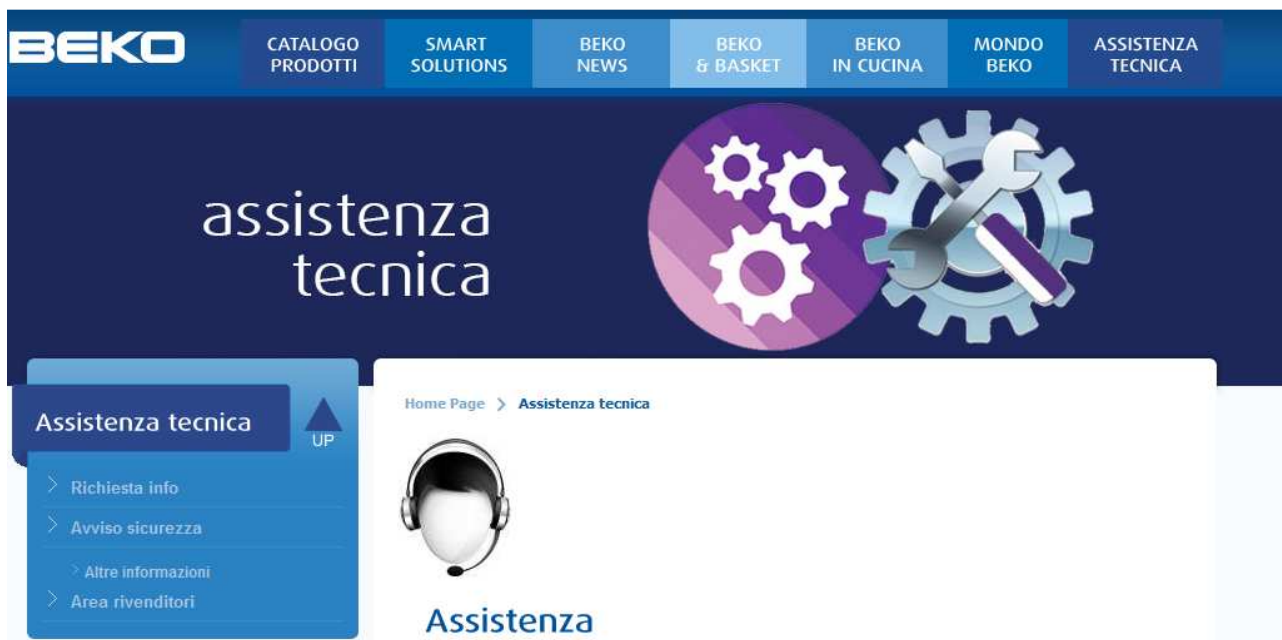 BEKO
CATALOGO
PRODOTTI
SMART
SOLUTIONS
BEKO
NEWS
BEKO
& BASKET
BEKO
IN CUCINA
MONDO
BEKO
ASSISTENZA
TECNICA
assistenza
tecnica
Assistenza tecnica
UP
> Richiesta info
> Avviso sicurezza
> Altre informazioni
> Area rivenditori
Home Page > Assistenza tecnica
Assistenza